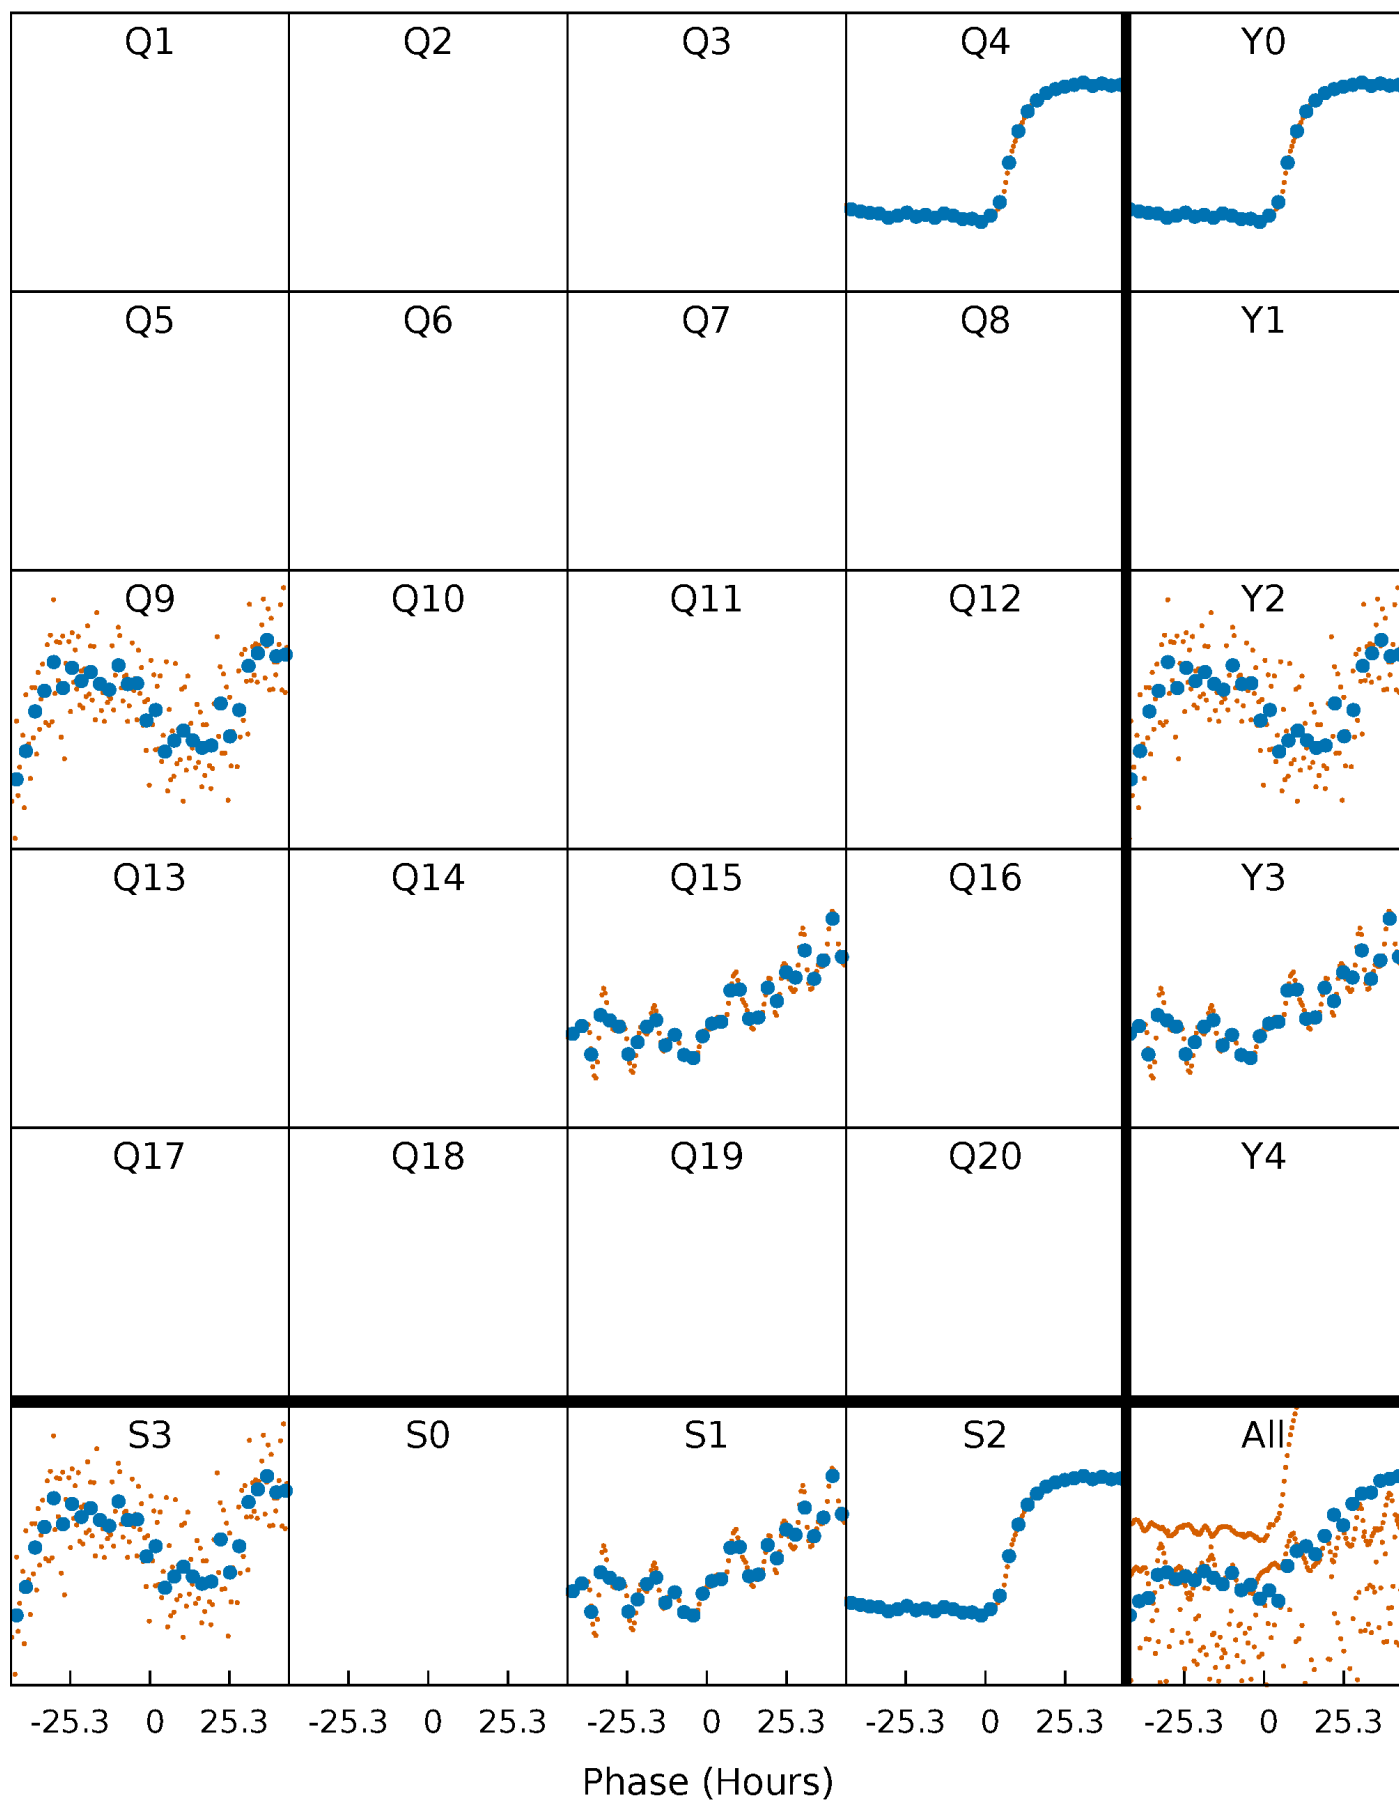 Q1 Q2 Q3 Q4 Y0
Q5 Q6 Q7 Q8 Y1
Q9 Q10 Q11 Q12 Y2
Q13 Q14 Q15 Q16 Y3
Q17 Q18 Q19 Q20 Y4
S3 S0 S1 S2 All
-25.3 0 25.3 -25.3 0 25.3 -25.3 0 25.3 -25.3 0 25.3 -25.3 0 25.3
Phase (Hours)